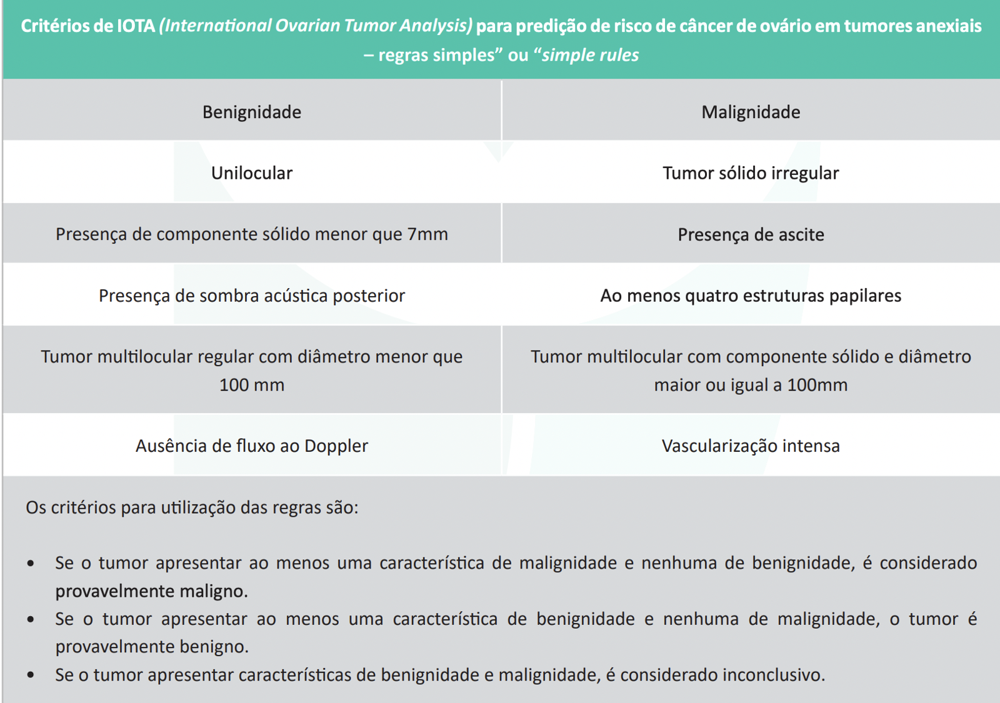 Critérios de IOTA (International Ovarian Tumor Analysis) para predição de risco de câncer de ovário em tumores anexiais
– regras simples” ou “simple rules
Benignidade
Malignidade
Unilocular
Tumor sólido irregular
Presença de componente sólido menor que 7mm
Presença de ascite
Presença de sombra acústica posterior
Ao menos quatro estruturas papilares
Tumor multilocular regular com diâmetro menor que
100 mm
Tumor multilocular com componente sólido e diâmetro
maior ou igual a 100mm
Ausência de fluxo ao Doppler
Vascularização intensa
Os critérios para utilização das regras são:
• Se o tumor apresentar ao menos uma característica de malignidade e nenhuma de benignidade, é considerado
provavelmente maligno.
• Se o tumor apresentar ao menos uma característica de benignidade e nenhuma de malignidade, o tumor é
provavelmente benigno.
• Se o tumor apresentar características de benignidade e malignidade, é considerado inconclusivo.